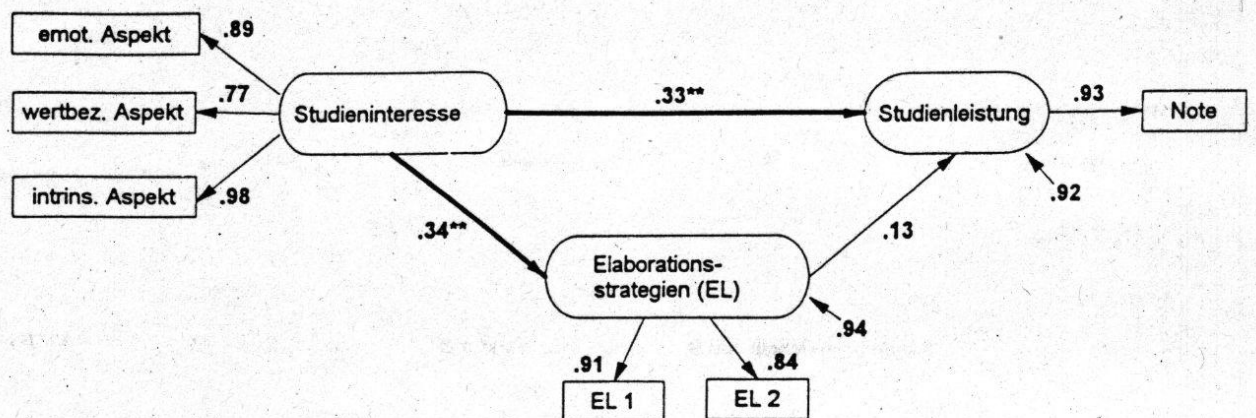 emot. Aspekt
.89
wertbez. Aspekt
.77
intrins. Aspekt
.98
Studieninteresse
.33**
Studienleistung
.93
Note
.92
.34**
.13
Elaborations-
strategien (EL)
.94
.91
.84
EL 1
EL 2